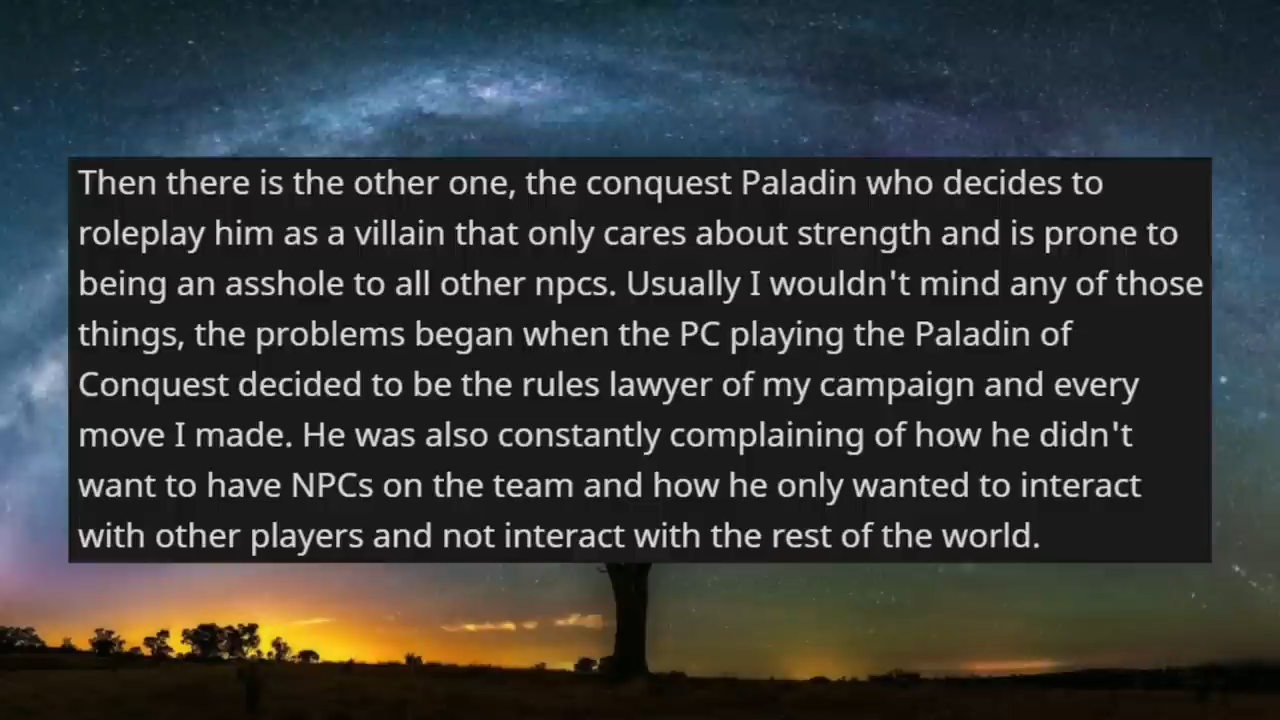 Then there is the other one, the conquest Paladin who decides to
roleplay him as a villain that only cares about strength and is prone to
being an asshole to all other npcs. Usually I wouldn't mind any of those
things, the problems began when the PC playing the Paladin of
Conquest decided to be the rules lawyer of my campaign and every
move I made. He was also constantly complaining of how he didn't
want to have NPCs on the team and how he only wanted to interact
with other players and not interact with the rest of the world.